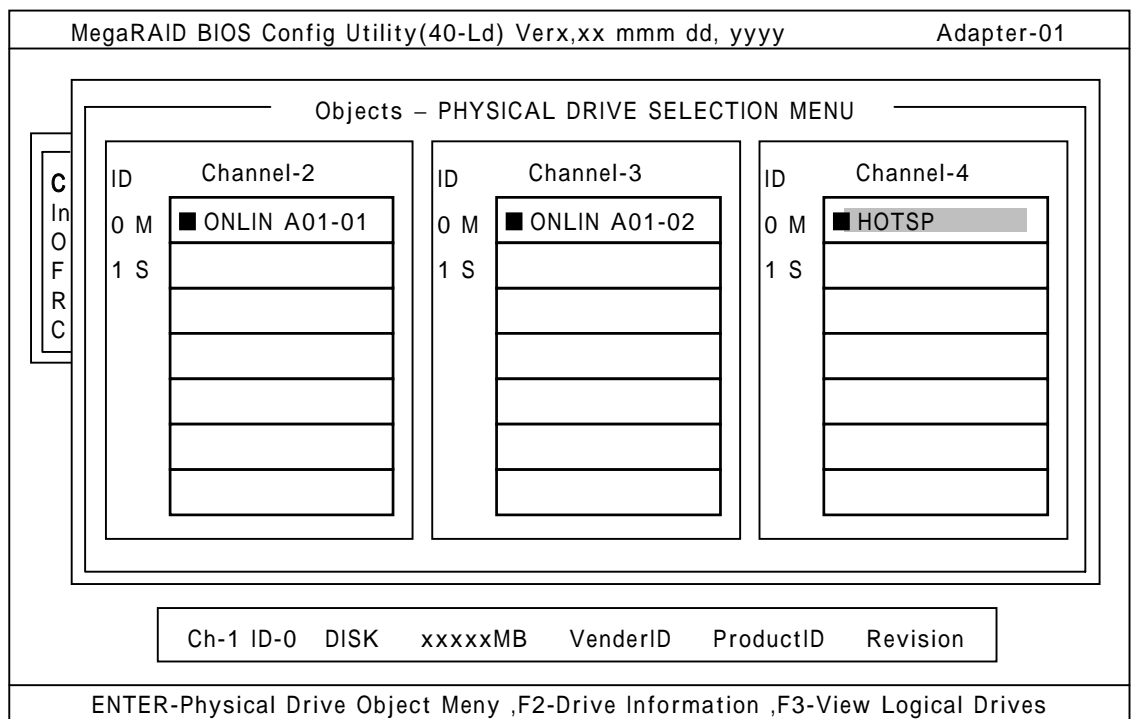 MegaRAID BIOS Config Utility(40-Ld) Verx,xx mmm dd, yyyy Adapter-01
Objects – PHYSICAL DRIVE SELECTION MENU
C
In
O
F
R
C
ID Channel-2
0 M ■ ONLIN A01-01
1 S
ID Channel-3
0 M ■ ONLIN A01-02
1 S
ID Channel-4
0 M ■ HOTSP
1 S
Ch-1 ID-0 DISK xxxxxMB VenderID ProductID Revision
ENTER-Physical Drive Object Meny ,F2-Drive Information ,F3-View Logical Drives